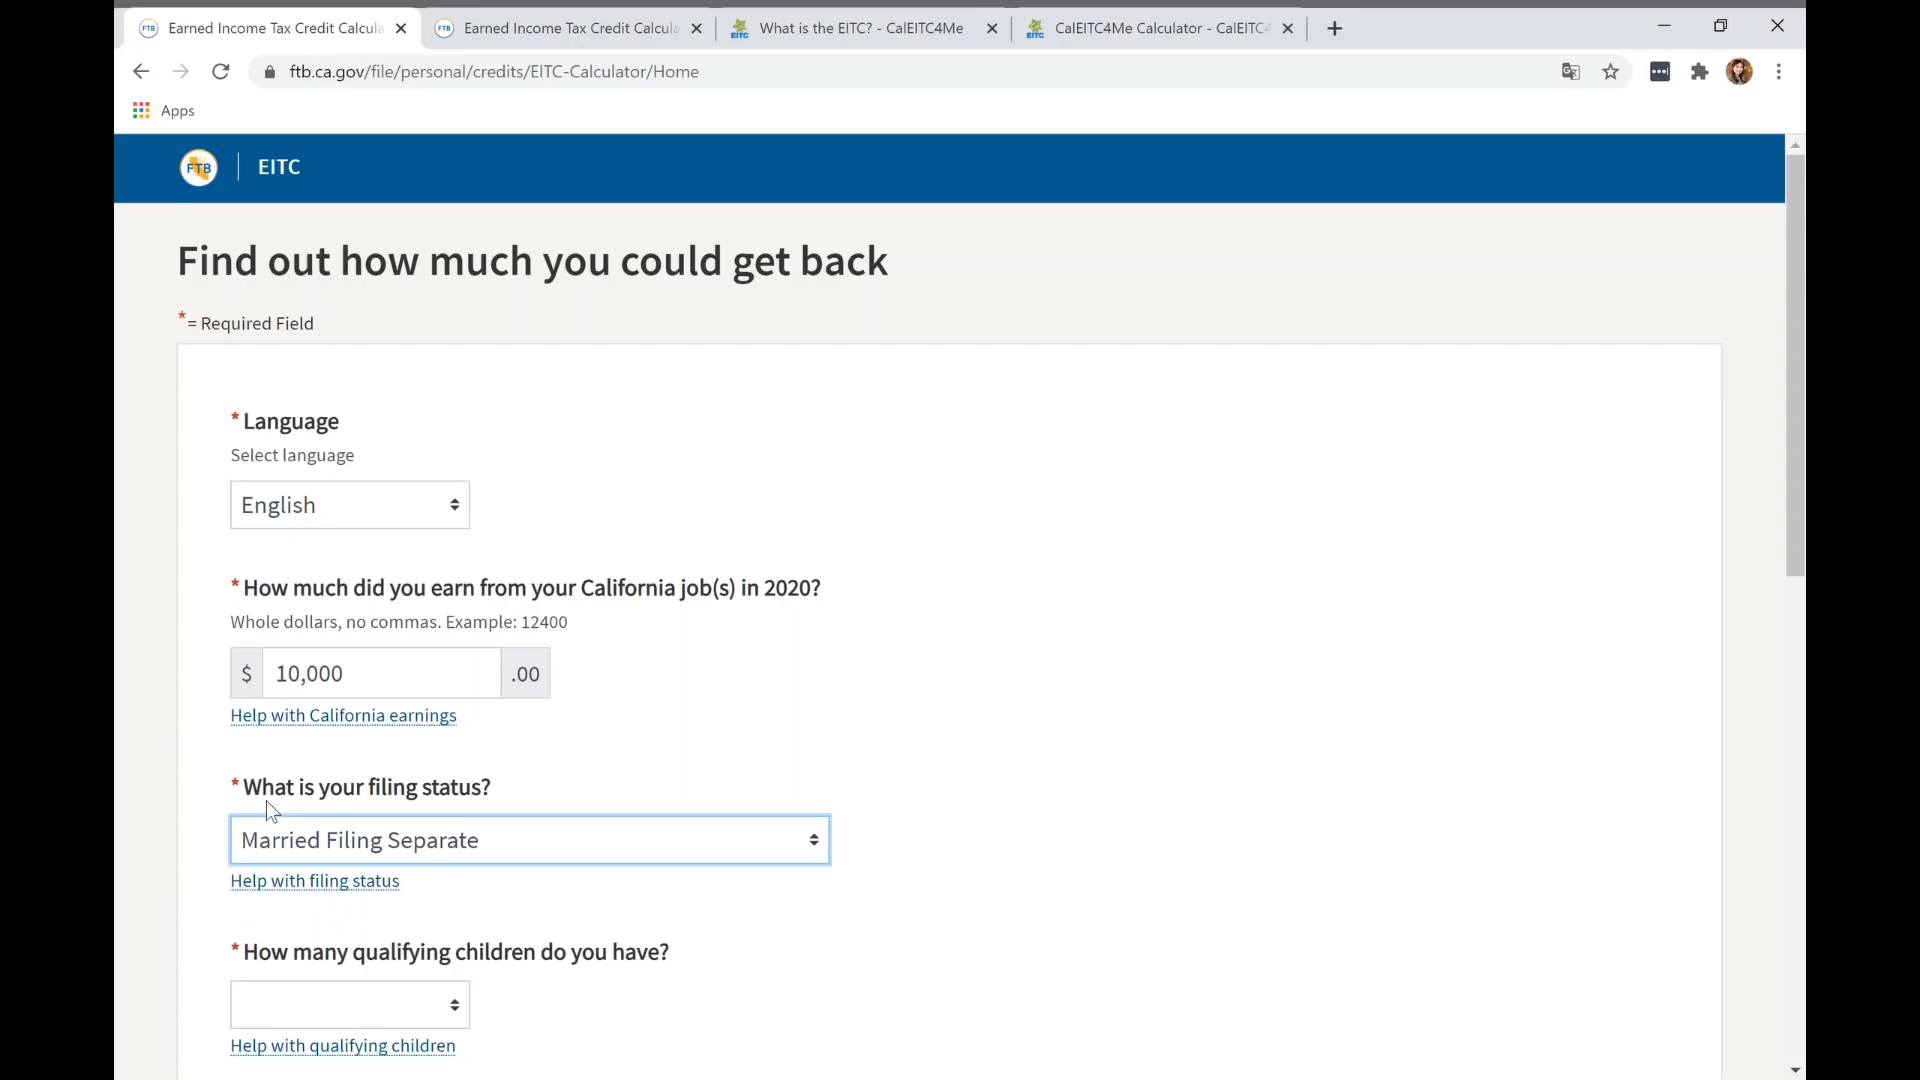 Earned Income Tax Credit Calcula
Earned Income Tax Credit Calcula
What is the EITC? - CalEITC4Me
CalEITC4Me Calculator - CalEITC4
ftb.ca.gov/file/personal/credits/EITC-Calculator/Home
Apps
FTB
EITC
Find out how much you could get back
*= Required Field
* Language
Select language
English
* How much did you earn from your California job(s) in 2020?
Whole dollars, no commas. Example: 12400
$ 10,000 .00
Help with California earnings
* What is your filing status?
Married Filing Separate
Help with filing status
* How many qualifying children do you have?
Help with qualifying children